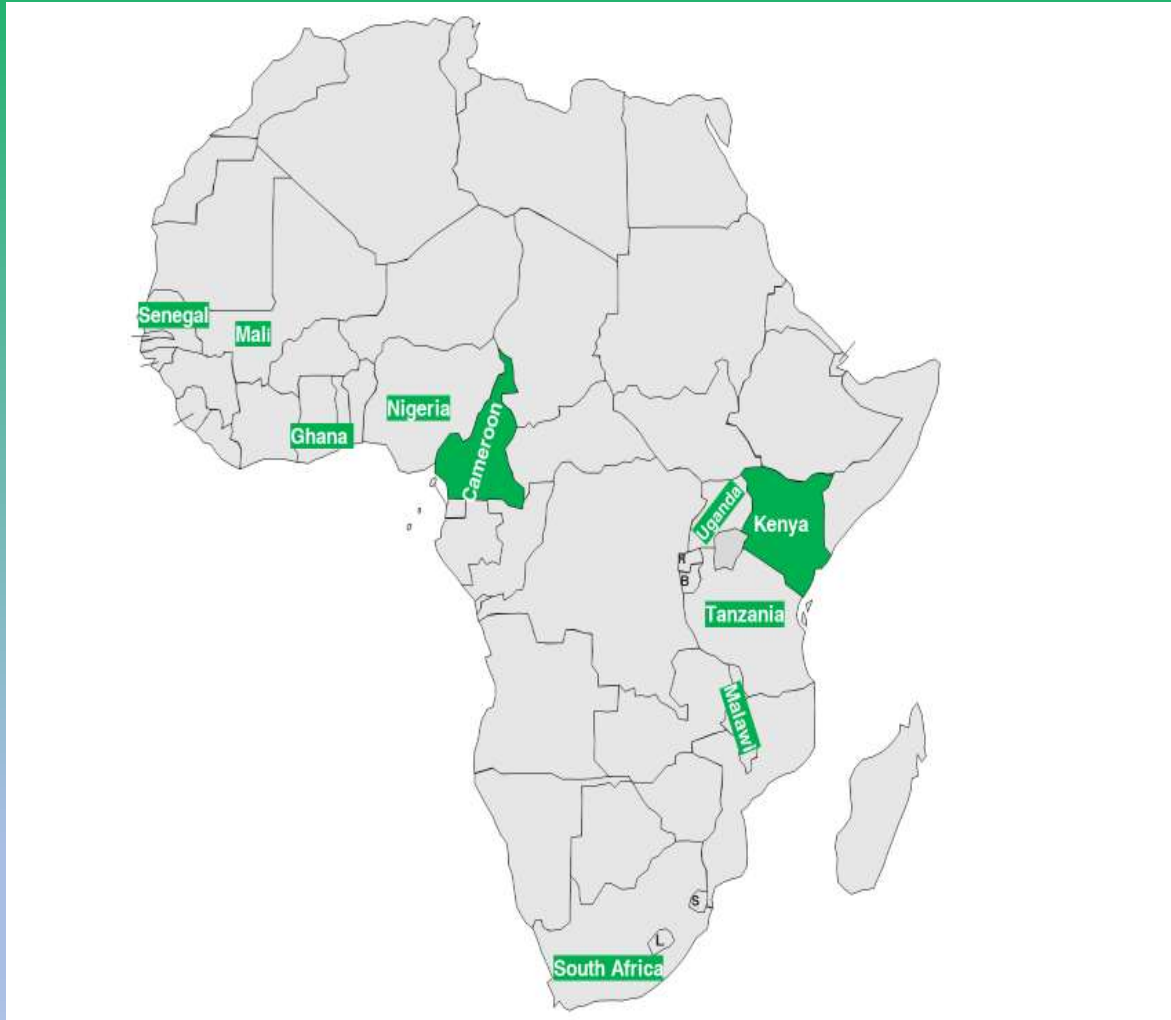 Senegal
Mali
Nigeria
Ghana
Cameroon
Uganda
Kenya
R
B
Tanzania
Malawi
S
L
South Africa